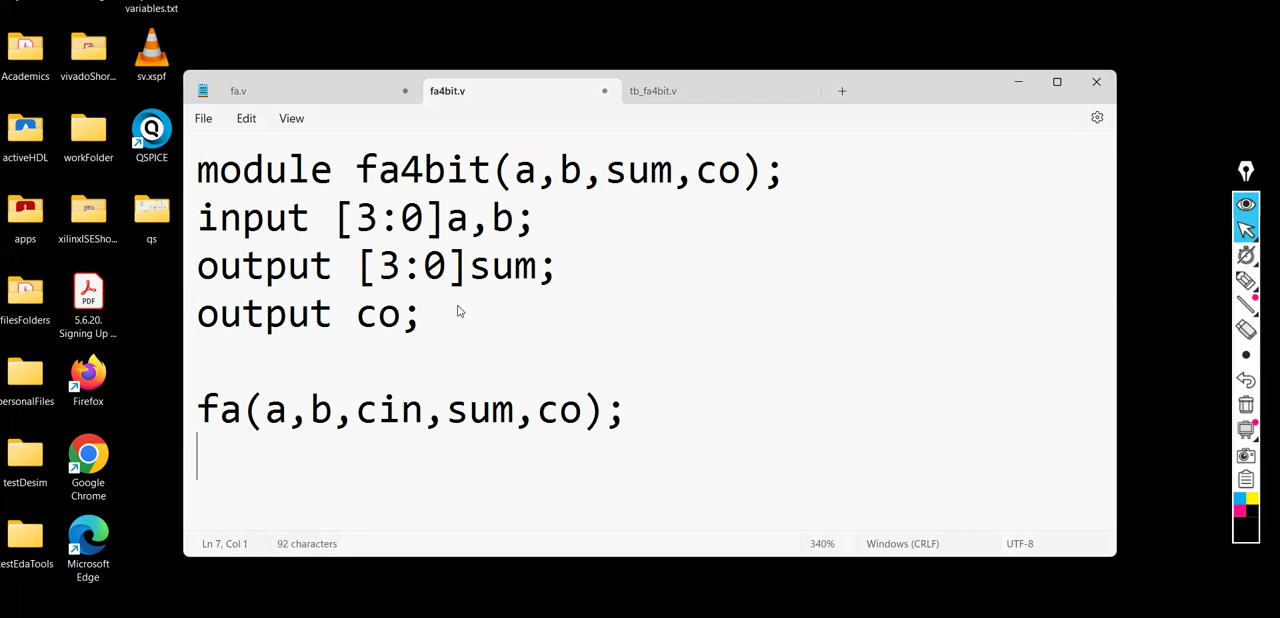 variables.txt
Academics
vivadoShor...
sv.xspf
activeHDL
workFolder
QSPICE
apps
xilinxISESho...
qs
filesFolders
5.6.20.
Signing Up ...
personalFiles
Firefox
testDesim
Google
Chrome
testEdaTools
Microsoft
Edge
fa.v
fa4bit.v
tb_fa4bit.v
File Edit View
module fa4bit(a,b,sum,co);
input [3:0]a,b;
output [3:0]sum;
output co;
fa(a,b,cin,sum,co);
Ln 7, Col 1 92 characters 340% Windows (CRLF) UTF-8